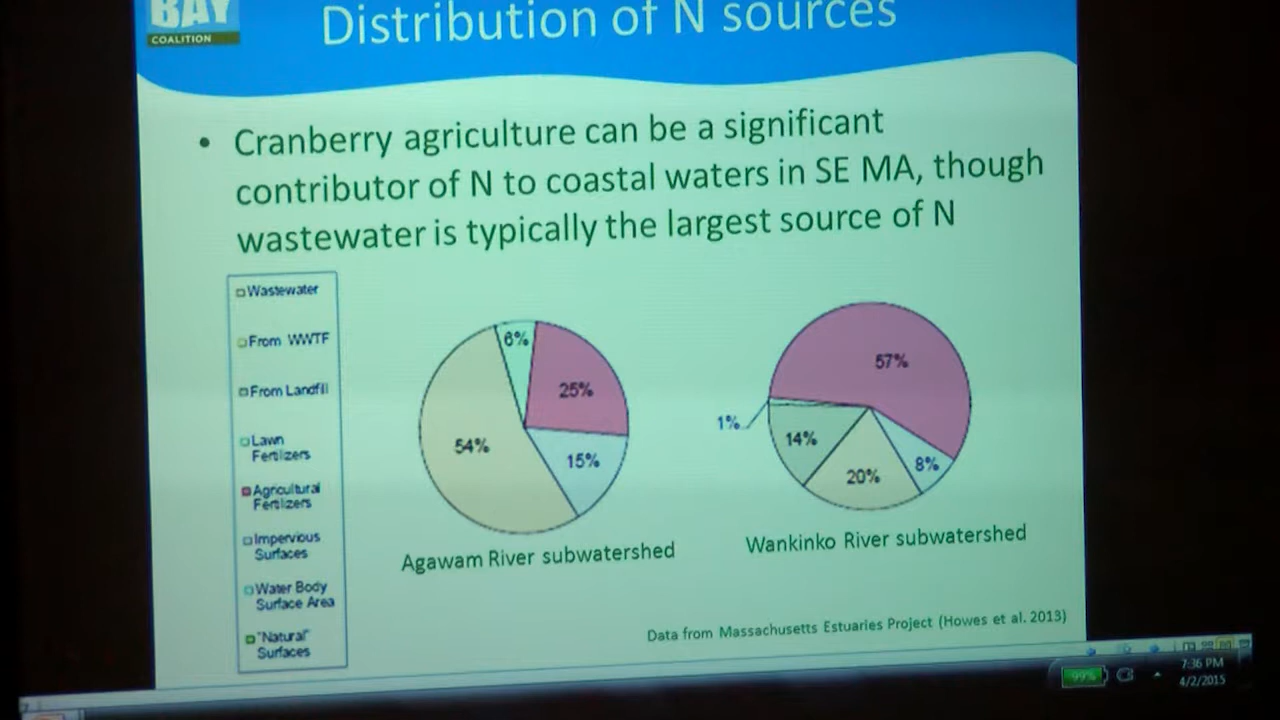 BAY
COALITION
Distribution of N sources
• Cranberry agriculture can be a significant
contributor of N to coastal waters in SE MA, though
wastewater is typically the largest source of N
Wastewater
From WWTF
From Landfill
Lawn
Fertilizers
Agricultural
Fertilizers
Impervious
Surfaces
Water Body
Surface Area
"Natural"
Surfaces
6%
25%
54%
15%
Agawam River subwatershed
57%
1%
14%
20%
8%
Wankinko River subwatershed
Data from Massachusetts Estuaries Project (Howes et al. 2013)
99%
7:36 PM
4/2/2015